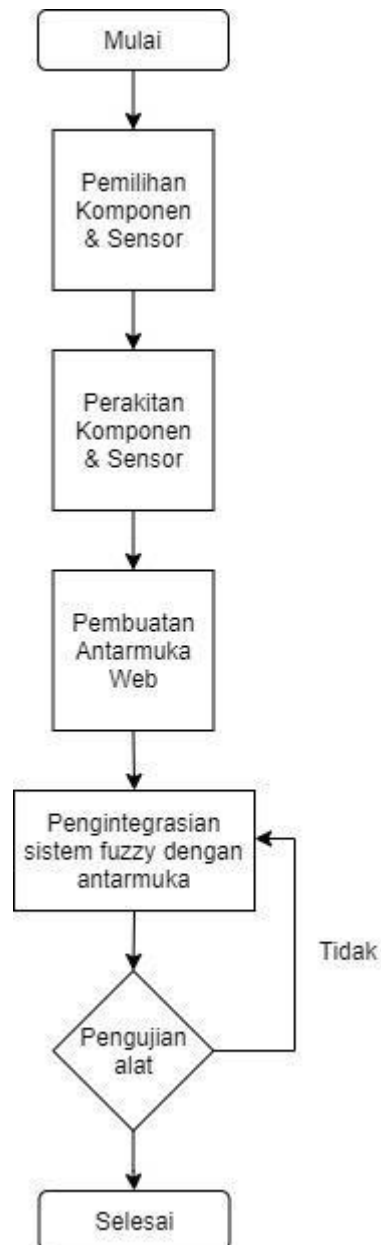 Mulai
Pemilihan
Komponen
& Sensor
Perakitan
Komponen
& Sensor
Pembuatan
Antarmuka
Web
Pengintegrasian
sistem fuzzy dengan
antarmuka
Tidak
Pengujian
alat
Selesai